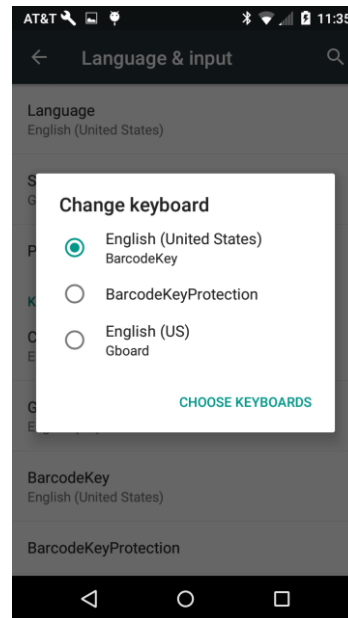 AT&T 11:35
Language & input
Language
English (United States)
S
G
Change keyboard
English (United States)
BarcodeKey
P
BarcodeKeyProtection
K
English (US)
C
Gboard
E
CHOOSE KEYBOARDS
G
BarcodeKey
English (United States)
BarcodeKeyProtection